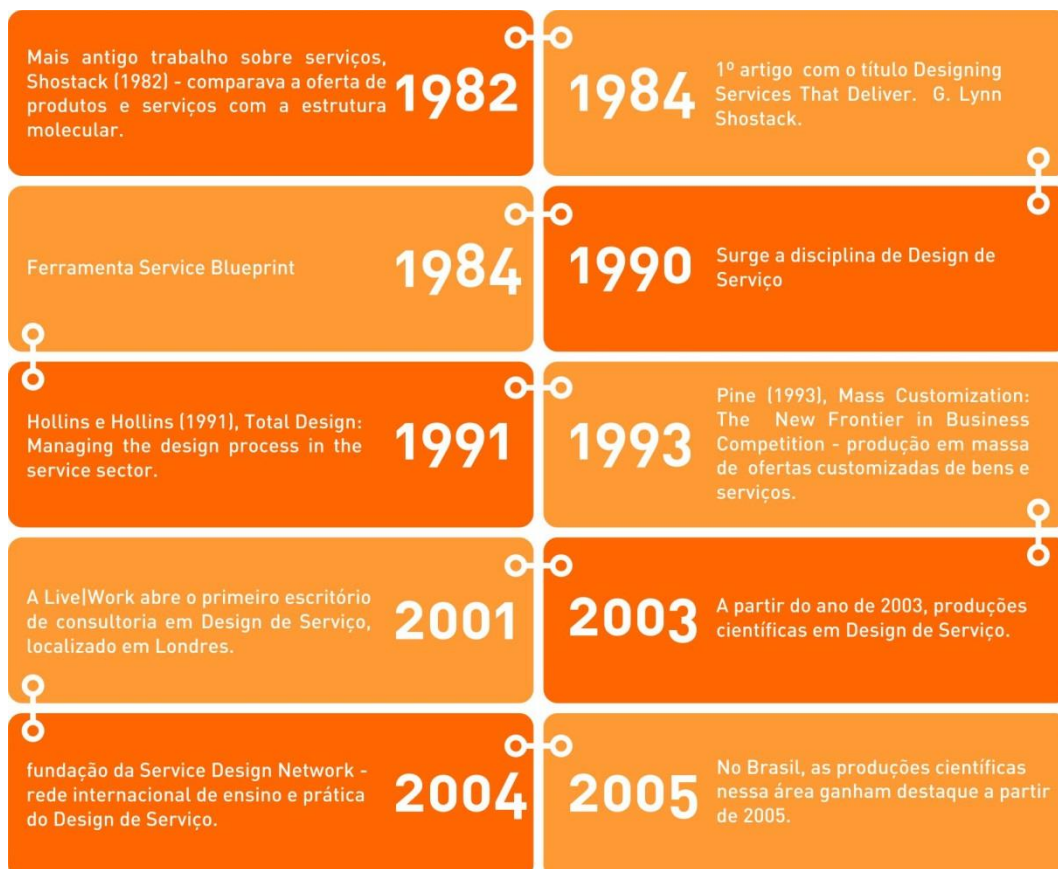 Mais antigo trabalho sobre serviços,
Shostack (1982) - comparava a oferta de
produtos e serviços com a estrutura
molecular.
1982
1984
1º artigo com o título Designing
Services That Deliver. G. Lynn
Shostack.
Ferramenta Service Blueprint
1984
1990
Surge a disciplina de Design de
Serviço
Hollins e Hollins (1991), Total Design:
Managing the design process in the
service sector.
1991
1993
Pine (1993), Mass Customization:
The New Frontier in Business
Competition - produção em massa
de ofertas customizadas de bens e
serviços.
A Live|Work abre o primeiro escritório
de consultoria em Design de Serviço,
localizado em Londres.
2001
2003
A partir do ano de 2003, produções
científicas em Design de Serviço.
fundação da Service Design Network -
rede internacional de ensino e prática
do Design de Serviço.
2004
2005
No Brasil, as produções científicas
nessa área ganham destaque a partir
de 2005.